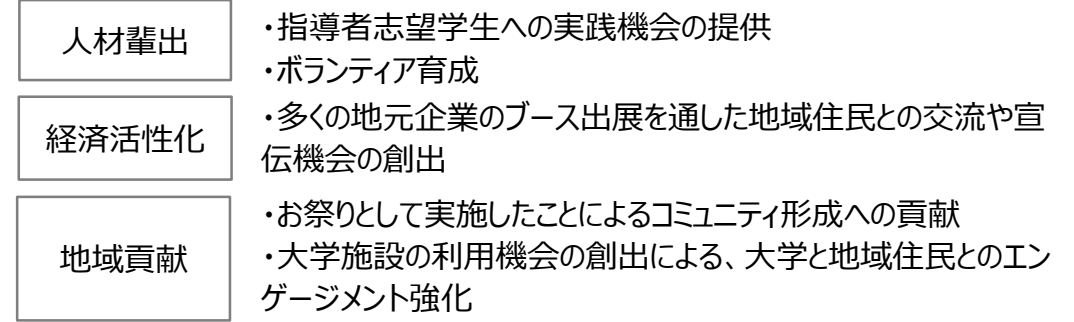 人材輩出
・指導者志望学生への実践機会の提供
・ボランティア育成
経済活性化
・多くの地元企業のブース出展を通した地域住民との交流や宣
伝機会の創出
地域貢献
・お祭りとして実施したことによるコミュニティ形成への貢献
・大学施設の利用機会の創出による、大学と地域住民とのエン
ゲージメント強化